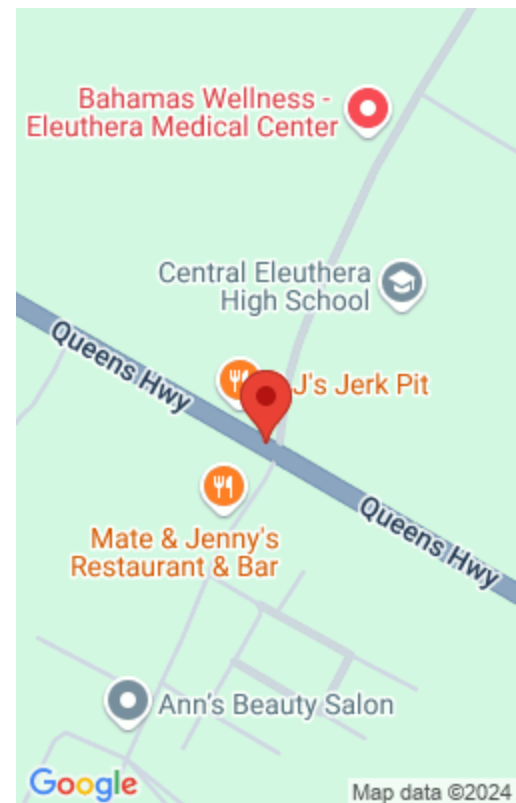 Bahamas Wellness -
Eleuthera Medical Center
Central Eleuthera
High School
Queens Hwy
J's Jerk Pit
Mate & Jenny's
Restaurant & Bar
Queens Hwy
Ann's Beauty Salon
Google
Map data ©2024